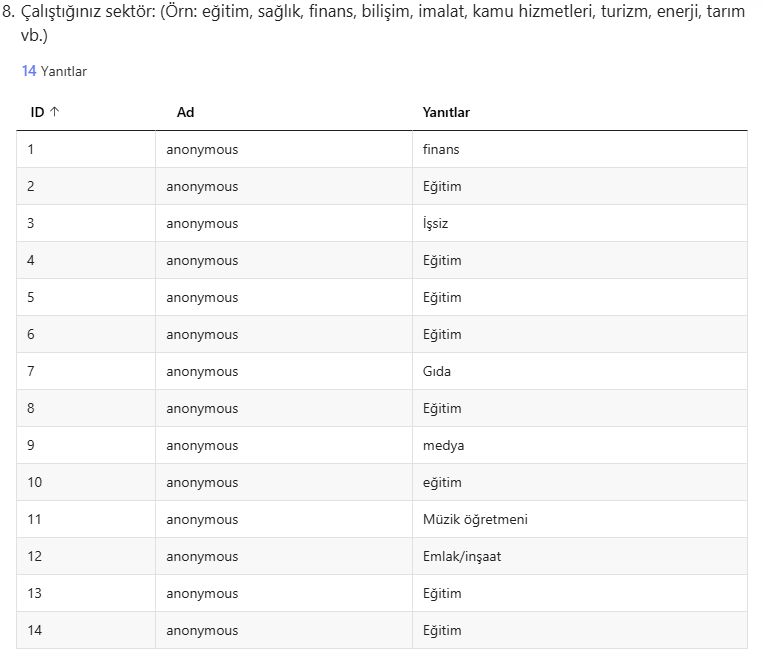 8. Çalıştığınız sektör: (Örn: eğitim, sağlık, finans, bilişim, imalat, kamu hizmetleri, turizm, enerji, tarım
vb.)
14 Yanıtlar
ID ↑ Ad Yanıtlar
1 anonymous finans
2 anonymous Eğitim
3 anonymous İşsiz
4 anonymous Eğitim
5 anonymous Eğitim
6 anonymous Eğitim
7 anonymous Gıda
8 anonymous Eğitim
9 anonymous medya
10 anonymous eğitim
11 anonymous Müzik öğretmeni
12 anonymous Emlak/inşaat
13 anonymous Eğitim
14 anonymous Eğitim